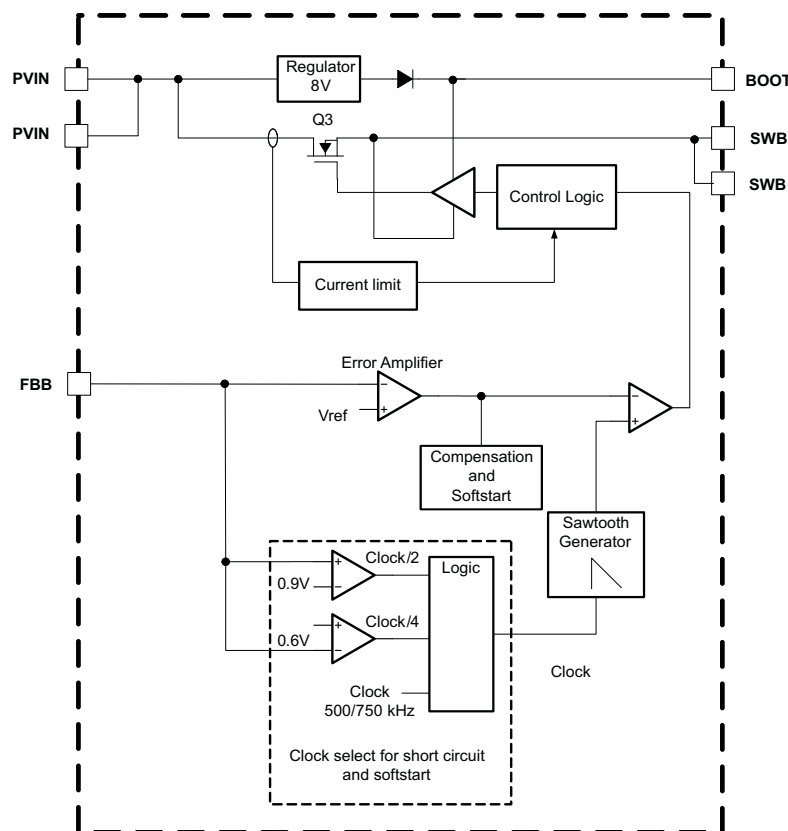 PVIN
Regulator
8V
BOOT
PVIN
Q3
SWB
SWB
Control Logic
Current limit
FBB
Error Amplifier
−
+
Vref
−
+
Compensation
and
Softstart
Sawtooth
Generator
Clock/2
Logic
+
−
0.9V
Clock/4
+
−
0.6V
Clock
Clock
500/750 kHz
Clock select for short circuit
and softstart